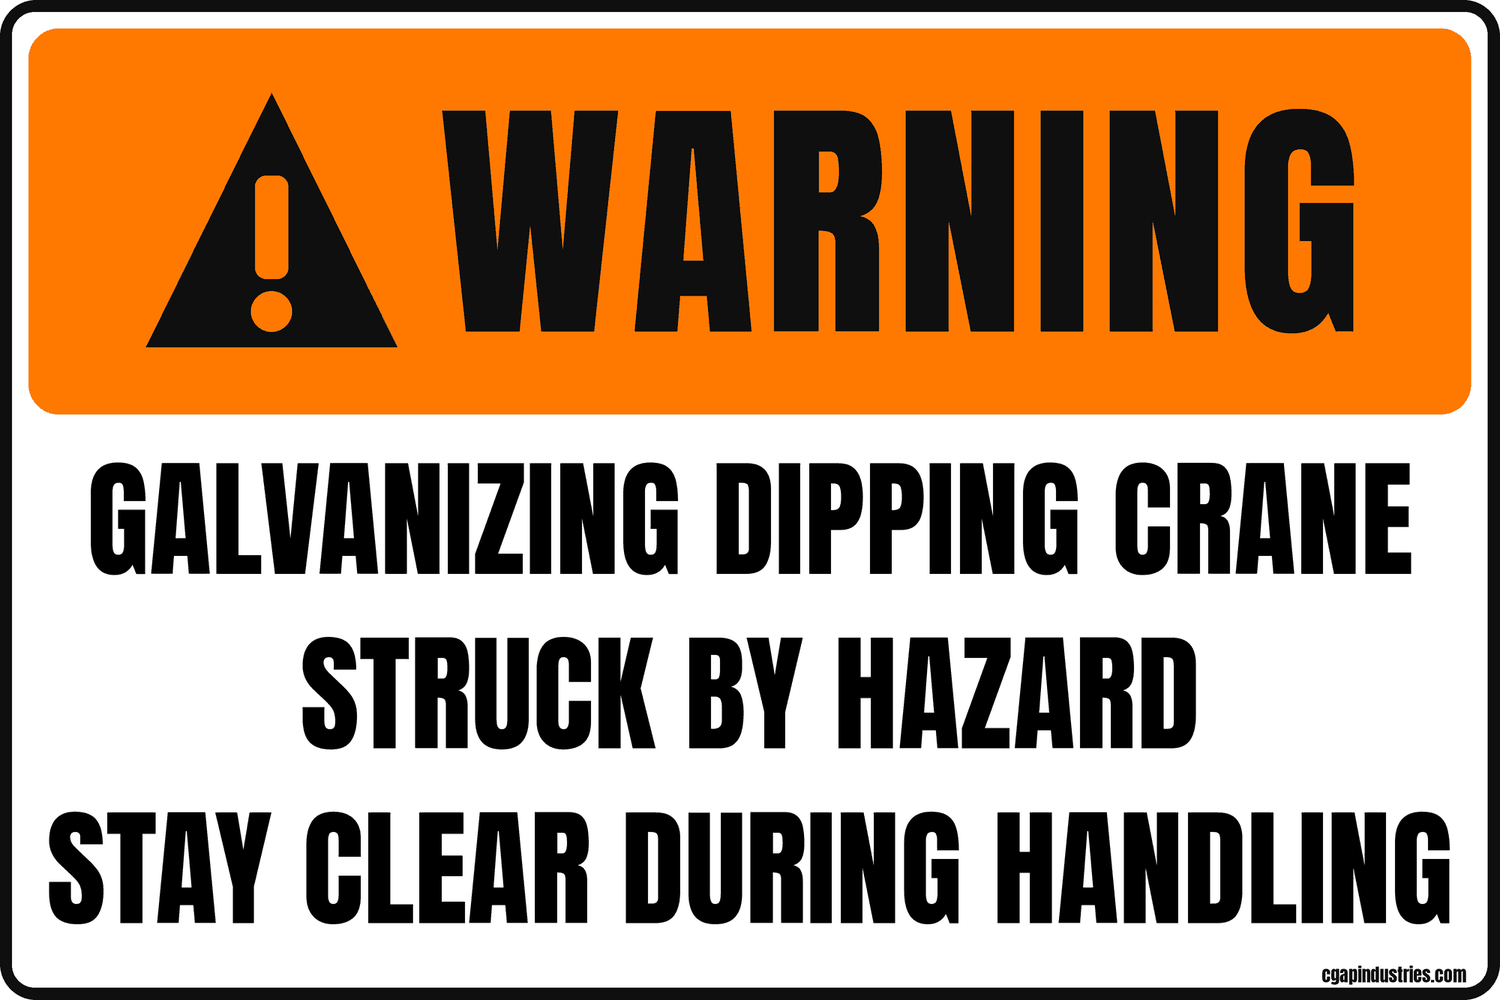 WARNING
GALVANIZING DIPPING CRANE
STRUCK BY HAZARD
STAY CLEAR DURING HANDLING
cgapindustries.com